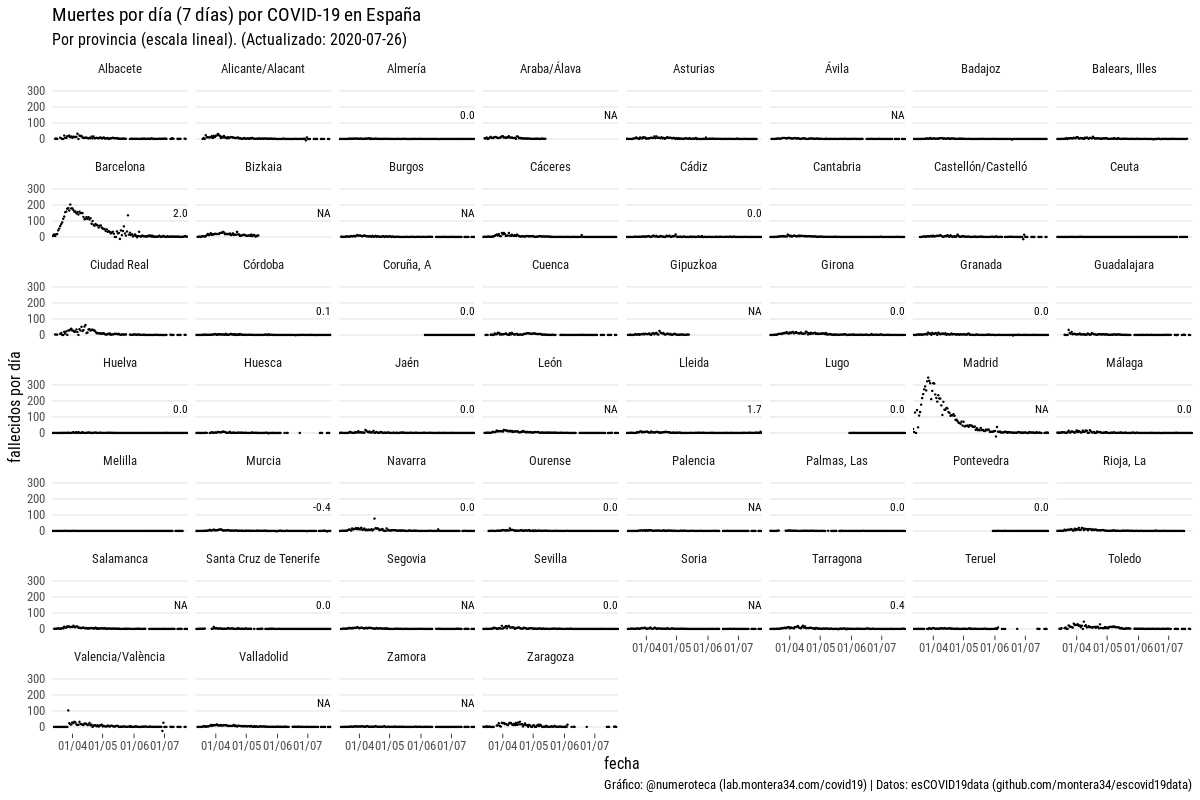 Muertes por día (7 días) por COVID-19 en España
Por provincia (escala lineal). (Actualizado: 2020-07-26)
Albacete Alicante/Alacant Almería Araba/Álava Asturias Ávila Badajoz Balears, Illes
300
200
0.0 NA NA
100
0
Barcelona Bizkaia Burgos Cáceres Cádiz Cantabria Castellón/Castelló Ceuta
300
200
2.0 NA NA 0.0
100
0
Ciudad Real Córdoba Coruña, A Cuenca Gipuzkoa Girona Granada Guadalajara
300
200
0.1 0.0 NA 0.0 0.0
100
0
Huelva Huesca Jaén León Lleida Lugo Madrid Málaga
300
200
0.0 0.0 NA 1.7 0.0 NA 0.0
100
0
Melilla Murcia Navarra Ourense Palencia Palmas, Las Pontevedra Rioja, La
300
200
-0.4 0.0 0.0 NA 0.0 0.0
100
0
Salamanca Santa Cruz de Tenerife Segovia Sevilla Soria Tarragona Teruel Toledo
300
200
NA 0.0 NA 0.0 NA 0.4
100
0
01/04 01/05 01/06 01/07 01/04 01/05 01/06 01/07 01/04 01/05 01/06 01/07 01/04 01/05 01/06 01/07
Valencia/València Valladolid Zamora Zaragoza
300
200
NA NA
100
0
01/04 01/05 01/06 01/07 01/04 01/05 01/06 01/07 01/04 01/05 01/06 01/07 01/04 01/05 01/06 01/07
fallecidos por día
fecha
Gráfico: @numeroteca (lab.montera34.com/covid19) | Datos: esCOVID19data (github.com/montera34/escovid19data)